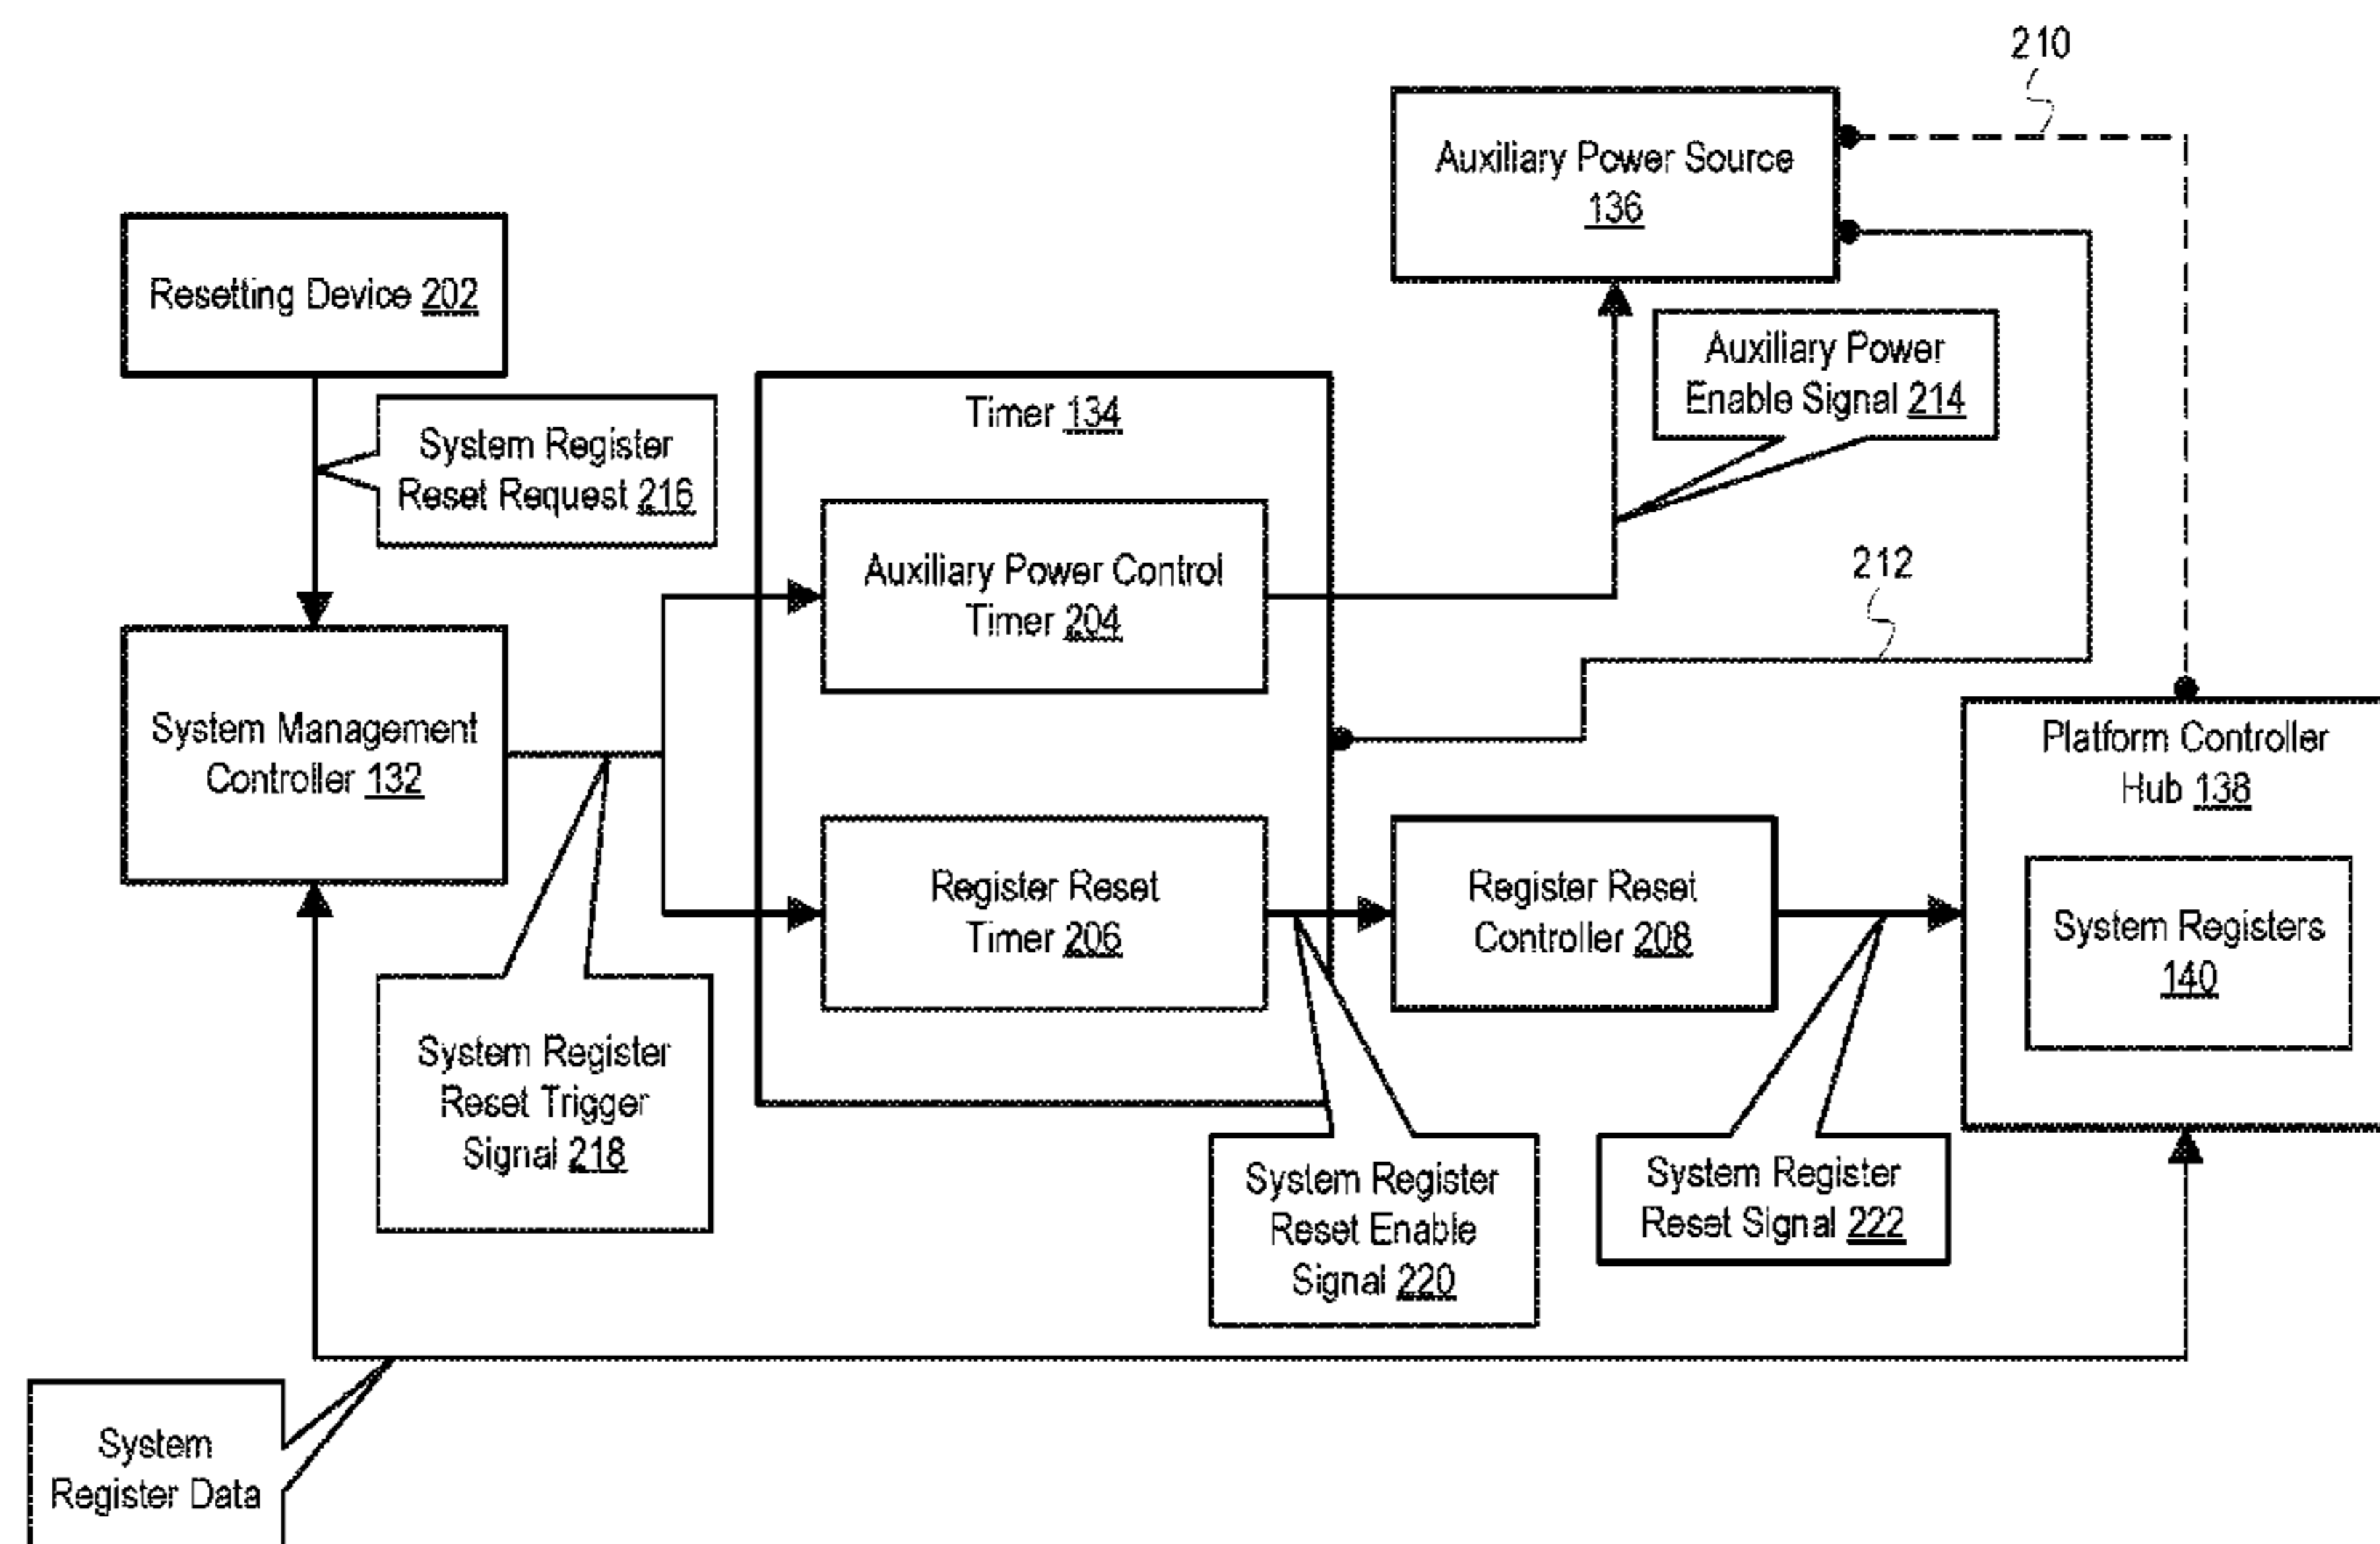 210
Auxiliary Power Source
136
Resetting Device 202
Auxiliary Power
Enable Signal 214
Timer 134
System Register
Reset Request 216
Auxiliary Power Control
Timer 204
212
System Management
Controller 132
Platform Controller
Hub 138
Register Reset
Timer 206
Register Reset
Controller 208
System Registers
140
System Register
Reset Trigger
Signal 218
System Register
Reset Enable
Signal 220
System Register
Reset Signal 222
System
Register Data